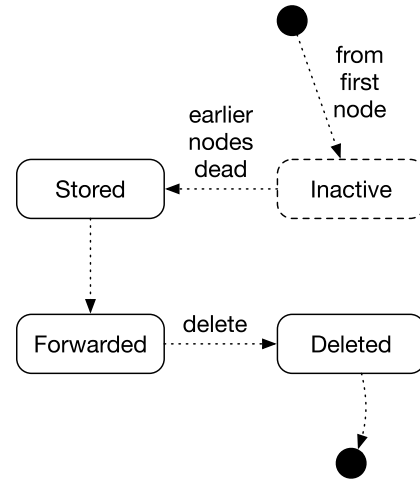 from
first
node
earlier
nodes
dead
Stored
Inactive
Forwarded
delete
Deleted